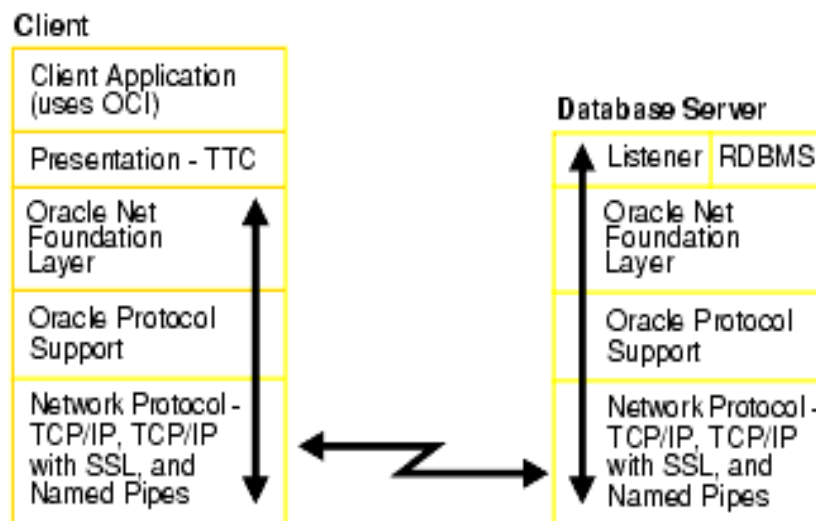 Client
Client Application
(uses OCI)
Presentation - TTC
Oracle Net
Foundation
Layer
Oracle Protocol
Support
Network Protocol -
TCP/IP, TCP/IP
with SSL, and
Named Pipes
Database Server
Listener
RDBMS
Oracle Net
Foundation
Layer
Oracle Protocol
Support
Network Protocol -
TCP/IP, TCP/IP
with SSL, and
Named Pipes